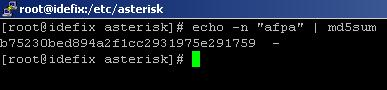 root@idefix:/etc/asterisk
[root@idefix asterisk]# echo -n "afpa" | md5sum
b75230bed894a2f1cc2931975e291759  -
[root@idefix asterisk]#